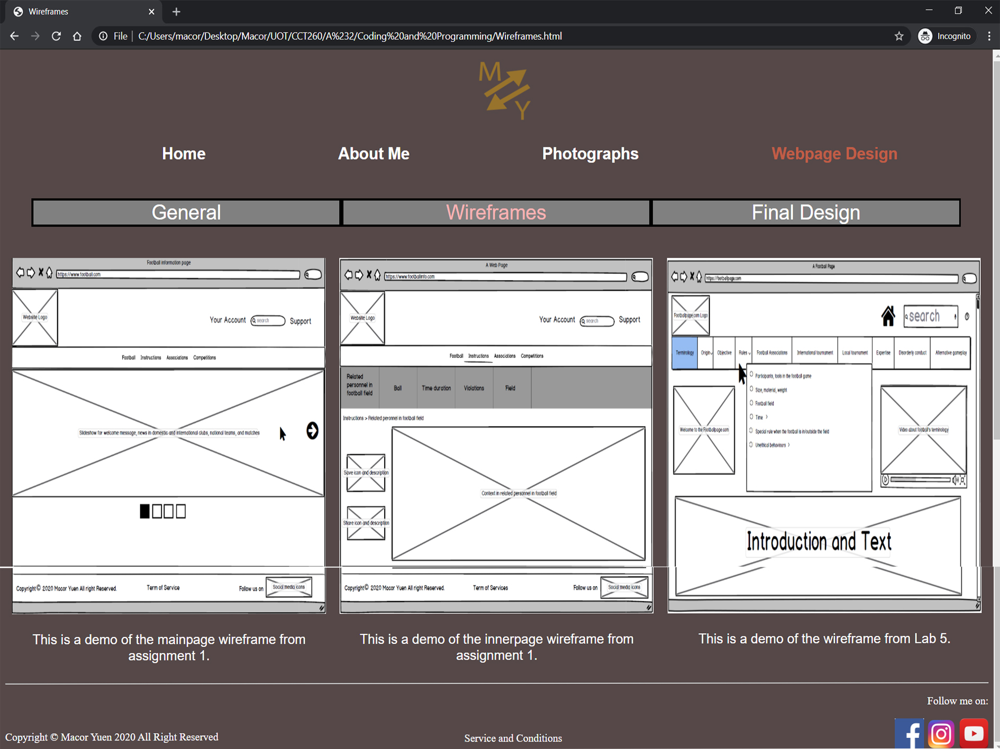 Wireframes
File
C:/Users/macor/Desktop/Macor/UOT/CCT260/A%232/Coding%20and%20Programming/Wireframes.html
Incognito
M
Y
Home About Me Photographs Webpage Design
General Wireframes Final Design
Football information page
https://www.football.com
Website Logo
Your Account search Support
Football Instructions Associations Competitions
Slideshow for welcome message, news in domestic and international clubs, national teams, and matches
Copyright© 2020 Macor Yuen All right Reserved. Term of Service Follow us on Social media icons
A Web Page
https://www.footballinfo.com
Website Logo
Your Account search Support
Football Instructions Associations Competitions
Related
personnel in
football field
Ball Time duration Violations Field
Instructions > Related peronnel in football field
Save icon and description
Context in related personnel in football field
Share icon and description
Copyright© 2020 Macor Yuen All right Reserved. Term of Services Follow us on Social media icons
A Football Page
https://footballpage.com
Footballpage.com Logo
search
Terminology Origin Objective Rules Football Associations International tournament Local tournament Expertise Disorderly conduct Alternative gameplay
Participants, tools in the football game
Size, material, weight
Football field
Time >
Special rule when the football is in/outside the field
Unethical behaviours >
Welcome to the Footballpage.com
Video about football's terminology
Introduction and Text
This is a demo of the mainpage wireframe from
assignment 1.
This is a demo of the innerpage wireframe from
assignment 1.
This is a demo of the wireframe from Lab 5.
Follow me on:
Copyright © Macor Yuen 2020 All Right Reserved
Service and Conditions